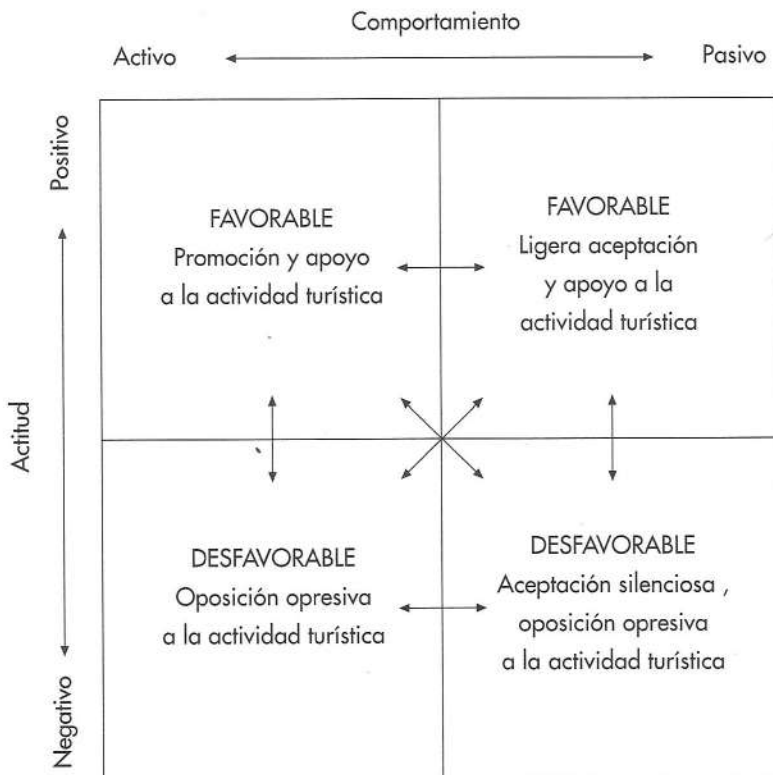 Comportamiento
Activo
Pasivo
Positivo
Actitud
Negativo
FAVORABLE
Promoción y apoyo
a la actividad turística
FAVORABLE
Ligera aceptación
y apoyo a la
actividad turística
DESFAVORABLE
Oposición opresiva
a la actividad turística
DESFAVORABLE
Aceptación silenciosa ,
oposición opresiva
a la actividad turística